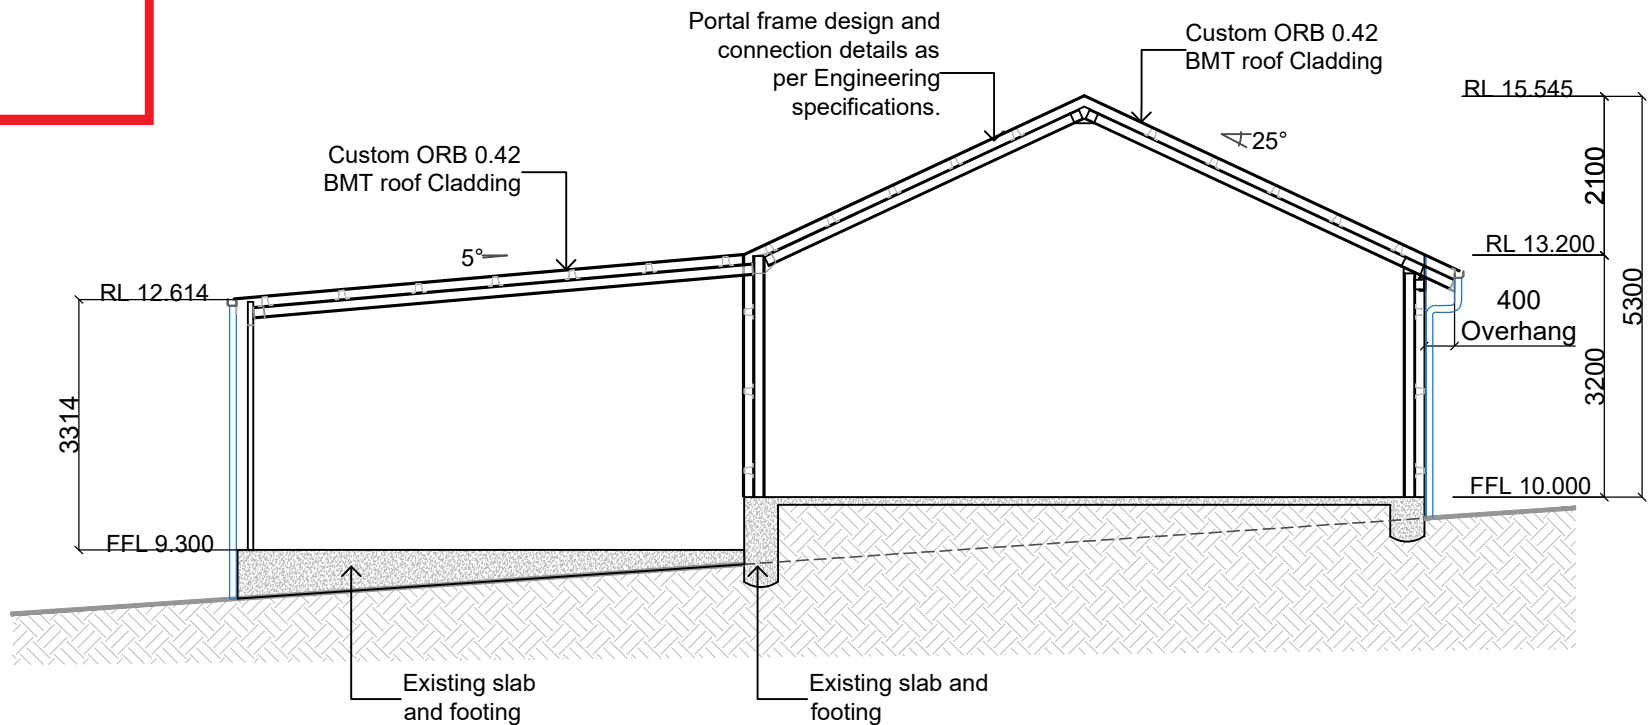 Portal frame design and
connection details as
per Engineering
specifications.
Custom ORB 0.42
BMT roof Cladding
RL 15.545
25°
Custom ORB 0.42
BMT roof Cladding
2100
5°
RL 13.200
RL 12.614
5300
400
Overhang
3200
3314
FFL 10.000
FFL 9.300
Existing slab
and footing
Existing slab and
footing